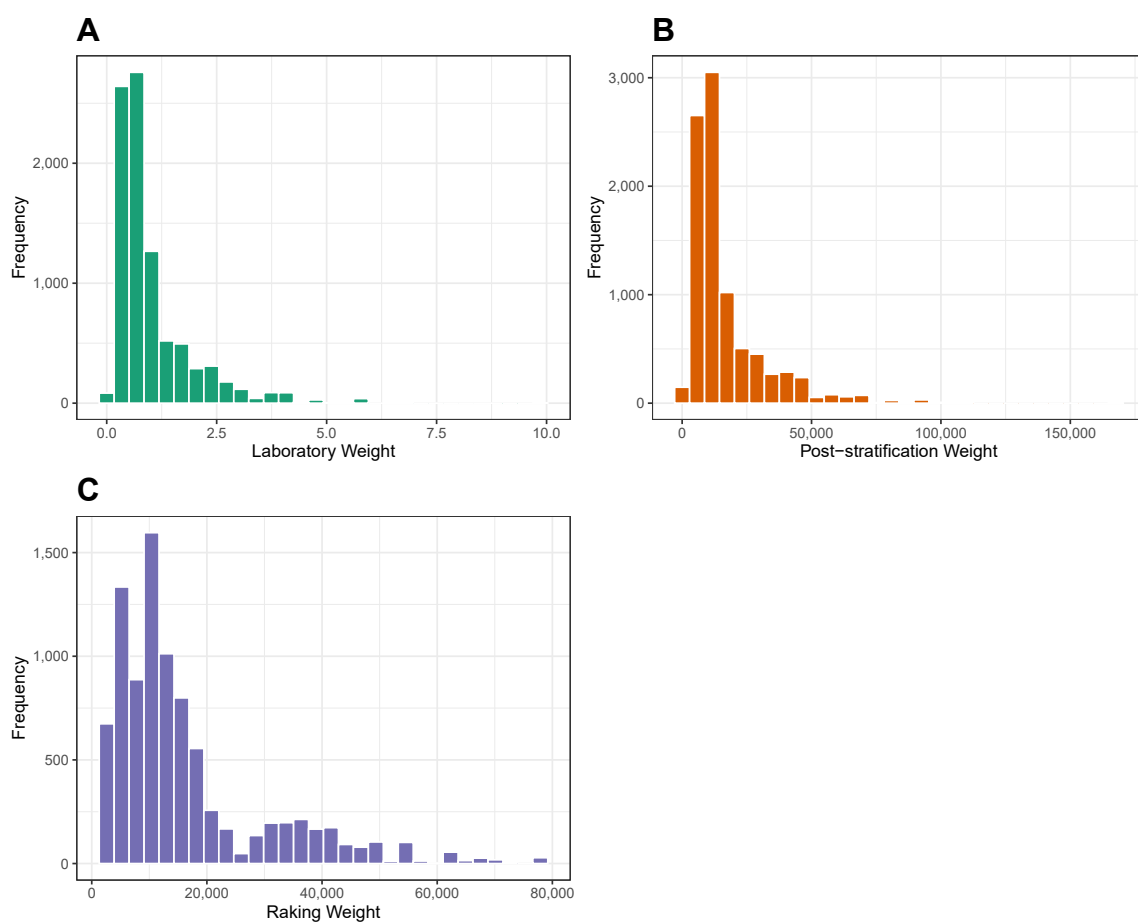 A
Frequency
2,000
1,000
0
0.0 2.5 5.0 7.5 10.0
Laboratory Weight
B
Frequency
3,000
2,000
1,000
0
0 50,000 100,000 150,000
Post−stratification Weight
C
Frequency
1,500
1,000
500
0
0 20,000 40,000 60,000 80,000
Raking Weight